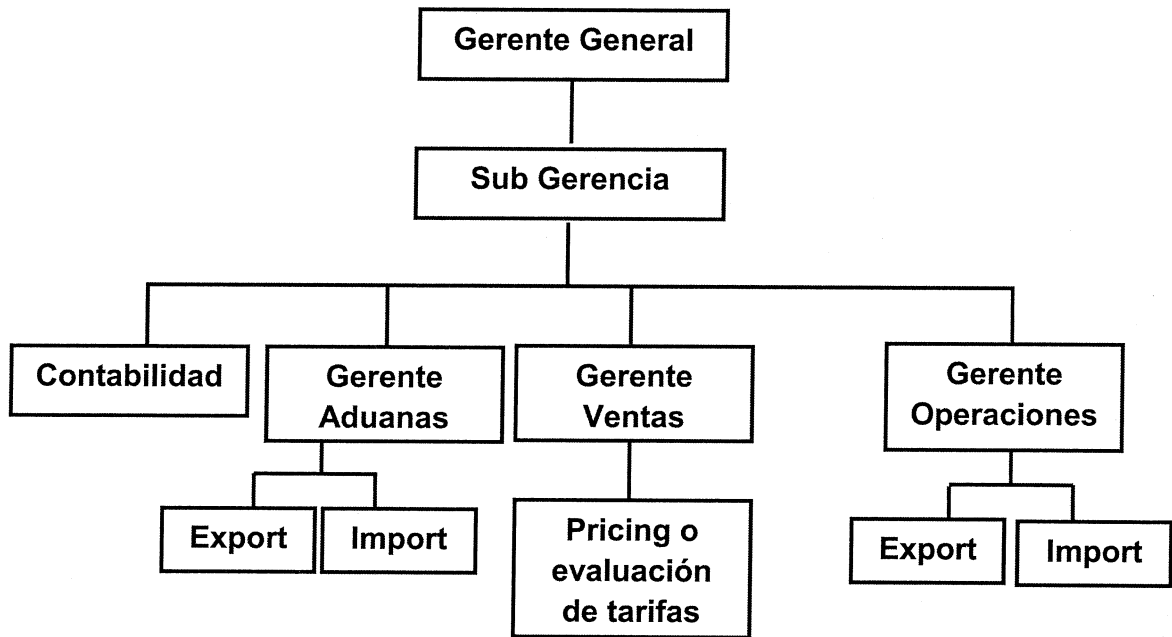 Gerente General
Sub Gerencia
Contabilidad
Gerente
Aduanas
Gerente
Ventas
Gerente
Operaciones
Export
Import
Pricing o
evaluación
de tarifas
Export
Import